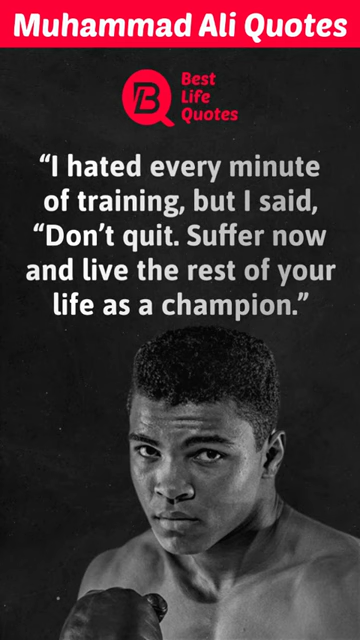 Muhammad Ali Quotes
Best
Life
Quotes
“I hated every minute
of training, but I said,
“Don’t quit. Suffer now
and live the rest of your
life as a champion.”